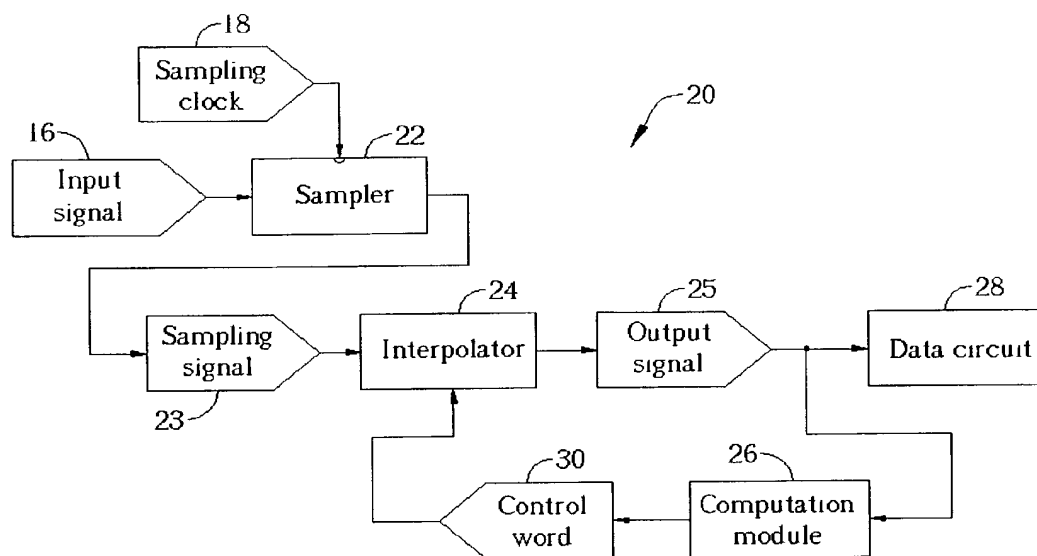 18
Sampling
clock
20
16
22
Input
signal
Sampler
24
25
28
Sampling
signal
Interpolator
Output
signal
Data circuit
23
30
26
Control
word
Computation
module